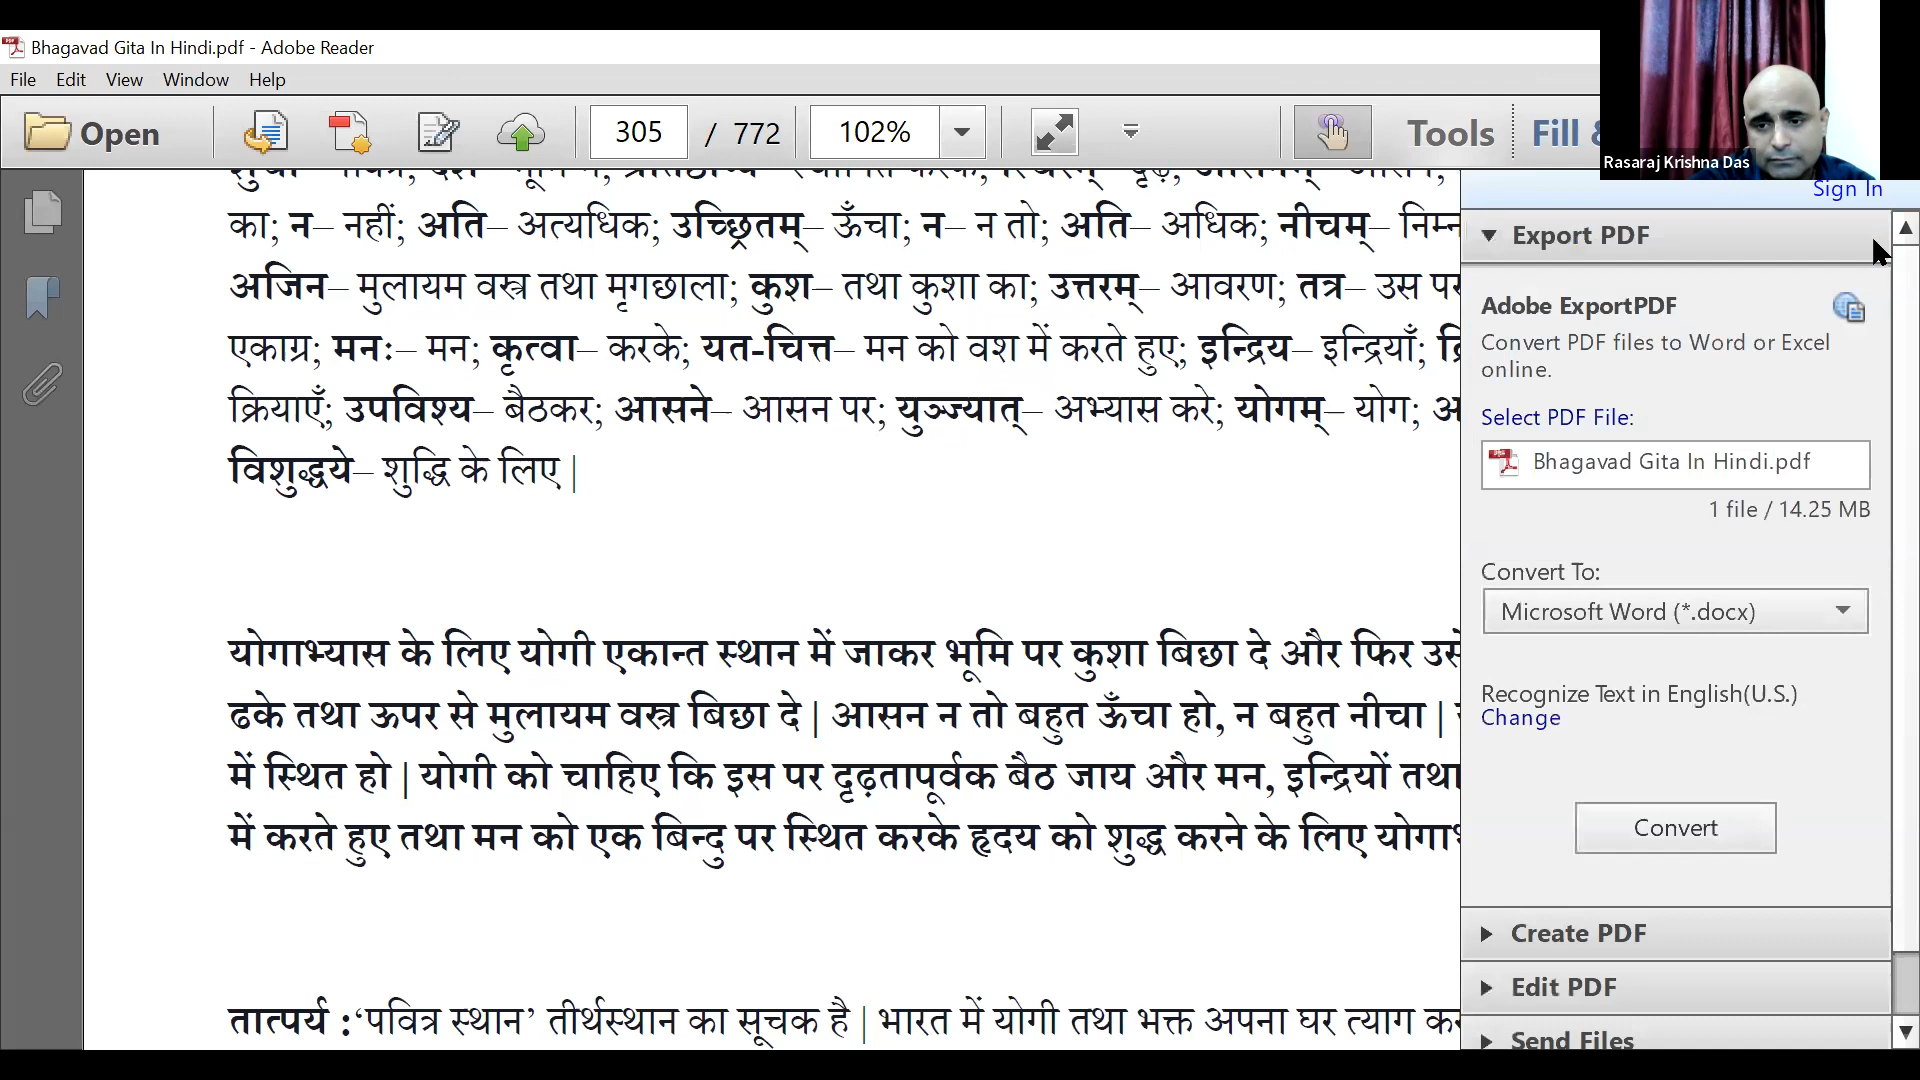 Bhagavad Gita In Hindi.pdf - Adobe Reader
File Edit View Window Help
Open 305 / 772 102% Tools Fill &
Rasaraj Krishna Das
Sign In
का; न– नहीं; अति– अत्यधिक; उच्छ्रितम्– ऊँचा; न– न तो; अति– अधिक; नीचम्– निम्न
अजिन– मुलायम वस्त्र तथा मृगछाला; कुश– तथा कुशा का; उत्तरम्– आवरण; तत्र– उस पर
एकाग्र; मनः– मन; कृत्वा– करके; यत-चित्त– मन को वश में करते हुए; इन्द्रिय– इन्द्रियाँ;
क्रियाएँ; उपविश्य– बैठकर; आसने– आसन पर; युञ्ज्यात्– अभ्यास करे; योगम्– योग;
विशुद्धये– शुद्धि के लिए |
योगाभ्यास के लिए योगी एकान्त स्थान में जाकर भूमि पर कुशा बिछा दे और फिर उसे
ढके तथा ऊपर से मुलायम वस्त्र बिछा दे | आसन न तो बहुत ऊँचा हो, न बहुत नीचा |
में स्थित हो | योगी को चाहिए कि इस पर दृढ़तापूर्वक बैठ जाय और मन, इन्द्रियों तथा
में करते हुए तथा मन को एक बिन्दु पर स्थित करके हृदय को शुद्ध करने के लिए
तात्पर्य :‘पवित्र स्थान’ तीर्थस्थान का सूचक है | भारत में योगी तथा भक्त अपना घर त्याग
Export PDF
Adobe ExportPDF
Convert PDF files to Word or Excel
online.
Select PDF File:
Bhagavad Gita In Hindi.pdf
1 file / 14.25 MB
Convert To:
Microsoft Word (*.docx)
Recognize Text in English(U.S.)
Change
Convert
Create PDF
Edit PDF
Send Files